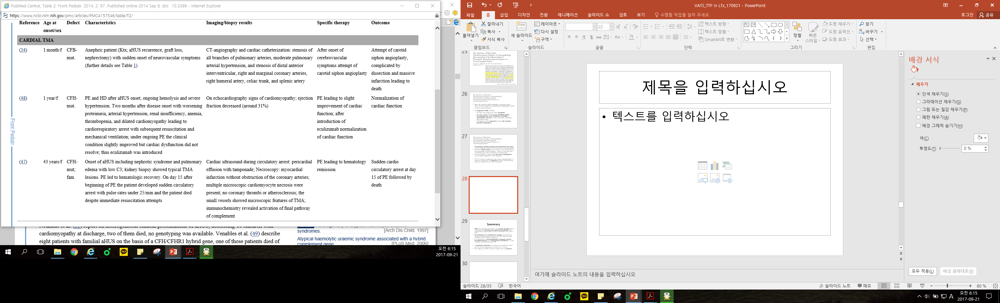 PubMed Central, Table 2: Front Pediatr. 2014; 2: 97. Published online 2014 Sep 8. doi: 10.3389 - Internet Explorer
https://www.ncbi.nlm.nih.gov/pmc/articles/PMC4157546/table/T2/
Reference Age at onset/sex Defect Characteristics Imaging/biopsy results Specific therapy Outcome
CARDIAL TMA
(34)
1 month/f
CFB-
mut.
Anephric patient (Ktx; aHUS recurrence, graft loss,
nephrectomy) with sudden onset of neurovascular symptoms
(further details see Table 1)
CT-angiography and cardiac catheterization: stenosis of
all branches of pulmonary arteries, moderate pulmonary
arterial hypertension, and stenosis of distal anterior
interventricular, right and marginal coronary arteries,
right humeral artery, celiac trunk, and splenic artery
After onset of
cerebrovascular
symptoms attempt of
carotid siphon angioplasty
Attempt of carotid
siphon angioplasty,
complicated by
dissection and massive
infarction leading to
death
(48)
1 year/f
CFH-
mut.
PE and HD after aHUS onset, ongoing hemolysis and severe
hypertension. Two months after disease onset with worsening
proteinuria, arterial hypertension, renal insufficiency, anemia,
thrombopenia, and dilated cardiomyopathy leading to
cardiorespiratory arrest with subsequent resuscitation and
mechanical ventilation; under ongoing PE the clinical
condition slightly improved but cardiac dysfunction did not
resolve; thus eculizumab was introduced
On echocardiography signs of cardiomyopathy; ejection
fraction decreased (around 31%)
PE leading to slight
improvement of cardiac
function; after
introduction of
eculizumab normalization
of cardiac function
Normalization of
cardiac function
(47)
43 years/f
CFH-
mut;
fam
Onset of aHUS including nephrotic syndrome and pulmonary
edema with low C3; kidney biopsy showed typical TMA
lesions. PE led to hematologic recovery. On day 15 after
beginning of PE the patient developed sudden circulatory
arrest with pulse rates under 25/min and the patient died
despite immediate resuscitation attempts
Cardiac ultrasound during circulatory arrest: pericardial
effusion with tamponade; Necroscopy: myocardial
infarction without obstruction of the coronary arteries;
multiple microscopic cardiomyocyte necrosis were
present; no coronary thrombi or atherosclerosis; the
small vessels showed microscopic features of TMA;
immunochemistry revealed activation of final pathway
of complement
PE leading to hematology
remission
Sudden cardio
circulatory arrest at day
15 of PE followed by
death
Front Pediatr
cardiomyopathy at discharge, two of them died, no genotyping was available. Venables et al. (49) describe
eight patients with familial aHUS on the basis of a CFH/CFHR1 hybrid gene, one of those patients died of
syndromes.
[Arch Dis Child. 1997]
Atypical haemolytic uraemic syndrome associated with a hybrid
complement gene
[PLoS Med. 2006]
오전 6:15
2017-09-21
VATS_TTP in LTx_170921 - PowerPoint
파일 홈 삽입 디자인 전환 애니메이션 슬라이드 쇼 검토 보기 수행할 작업을 알려 주세요.
로그인 공유
붙여넣기
잘라내기
복사
서식 복사
클립보드
새 슬라이드
레이아웃
다시 설정
구역
슬라이드
22
글꼴
텍스트 방향
텍스트 맞춤
SmartArt로 변환
단락
정렬
빠른
스타일
도형 채우기
도형 윤곽선
도형 효과
그리기
찾기
바꾸기
선택
편집
25
26
27
28
29
Summary
30
제목을 입력하십시오
• 텍스트를 입력하십시오
여기에 슬라이드 노트의 내용을 입력하십시오
배경 서식
채우기
단색 채우기(S)
그라데이션 채우기(G)
그림 또는 질감 채우기(P)
패턴 채우기(A)
배경 그래픽 숨기기(H)
색(C)
투명도(T) 0 %
모두 적용(L) 배경 원래대로(B)
슬라이드 28/35 한국어
슬라이드 노트 메모 80 %
A 오전 6:15
2017-09-21